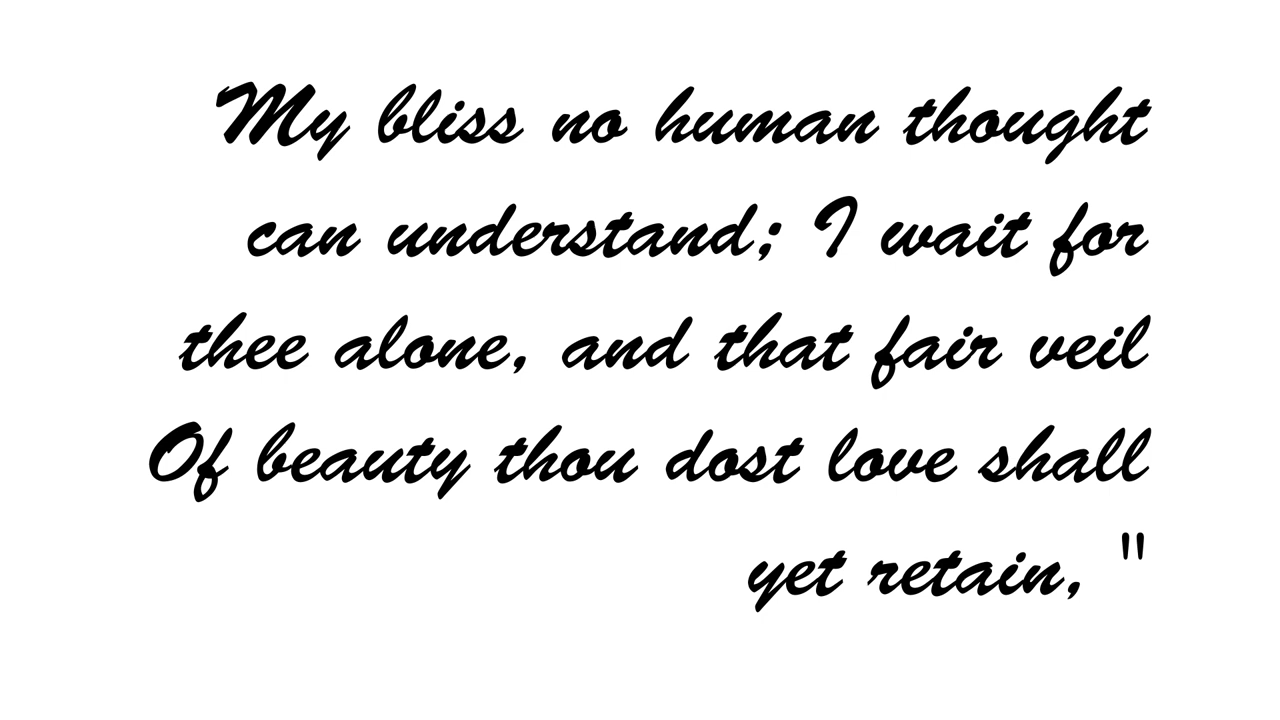 My bliss no human thought
can understand; I wait for
thee alone, and that fair veil
Of beauty thou dost love shall
yet retain, "